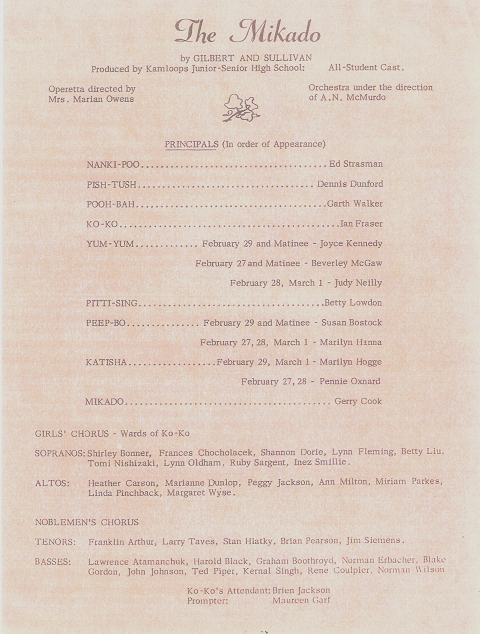 The Mikado
by GILBERT AND SULLIVAN
Produced by Kamloops Junior-Senior High School: All-Student Cast.
Operetta directed by
Mrs. Marian Owens
Orchestra under the direction
of A.N. McMurdo
PRINCIPALS (In order of Appearance)
NANKI-POO.................................Ed Strasman
PISH-TUSH................................Dennis Dunford
POOH-BAH..................................Garth Walker
KO-KO.......................................Ian Fraser
YUM-YUM............ February 29 and Matinee - Joyce Kennedy
February 27 and Matinee - Beverley McGaw
February 28, March 1 - Judy Neilly
PITTI-SING.................................Betty Lowdon
PEEP-BO............. February 29 and Matinee - Susan Bostock
February 27, 28, March 1 - Marilyn Hanna
KATISHA................February 29, March 1 - Marilyn Hogge
February 27, 28 - Pennie Oxnard
MIKADO..................................... Gerry Cook
GIRLS' CHORUS - Wards of Ko-Ko
SOPRANOS: Shirley Bonner, Frances Chocholacek, Shannon Dorie, Lynn Fleming, Betty Liu.
Tomi Nishizaki, Lynn Oldham, Ruby Sargent, Inez Smillie.
ALTOS: Heather Carson, Marianne Dunlop, Peggy Jackson, Ann Milton, Miriam Parkes,
Linda Pinchback, Margaret Wyse.
NOBLEMEN'S CHORUS
TENORS: Franklin Arthur, Larry Taves, Stan Hlatky, Brian Pearson, Jim Siemens.
BASSES: Lawrence Atamanchuk, Harold Black, Graham Boothroyd, Norman Erbacher, Blake
Gordon, John Johnson, Ted Piper, Kernal Singh, Rene Coulpier, Norman Wilson
Ko-Ko's Attendant: Brien Jackson
Prompter: Maureen Garf